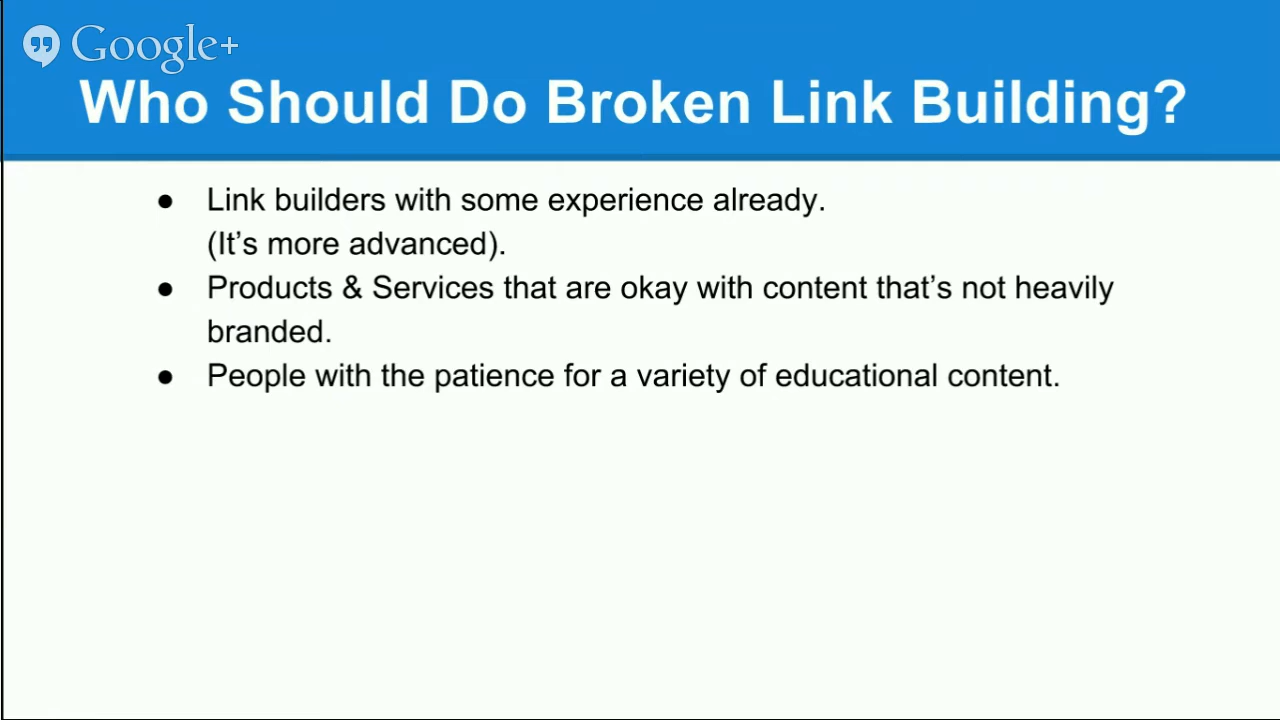 Google+
Who Should Do Broken Link Building?
● Link builders with some experience already.
(It’s more advanced).
● Products & Services that are okay with content that’s not heavily
branded.
● People with the patience for a variety of educational content.